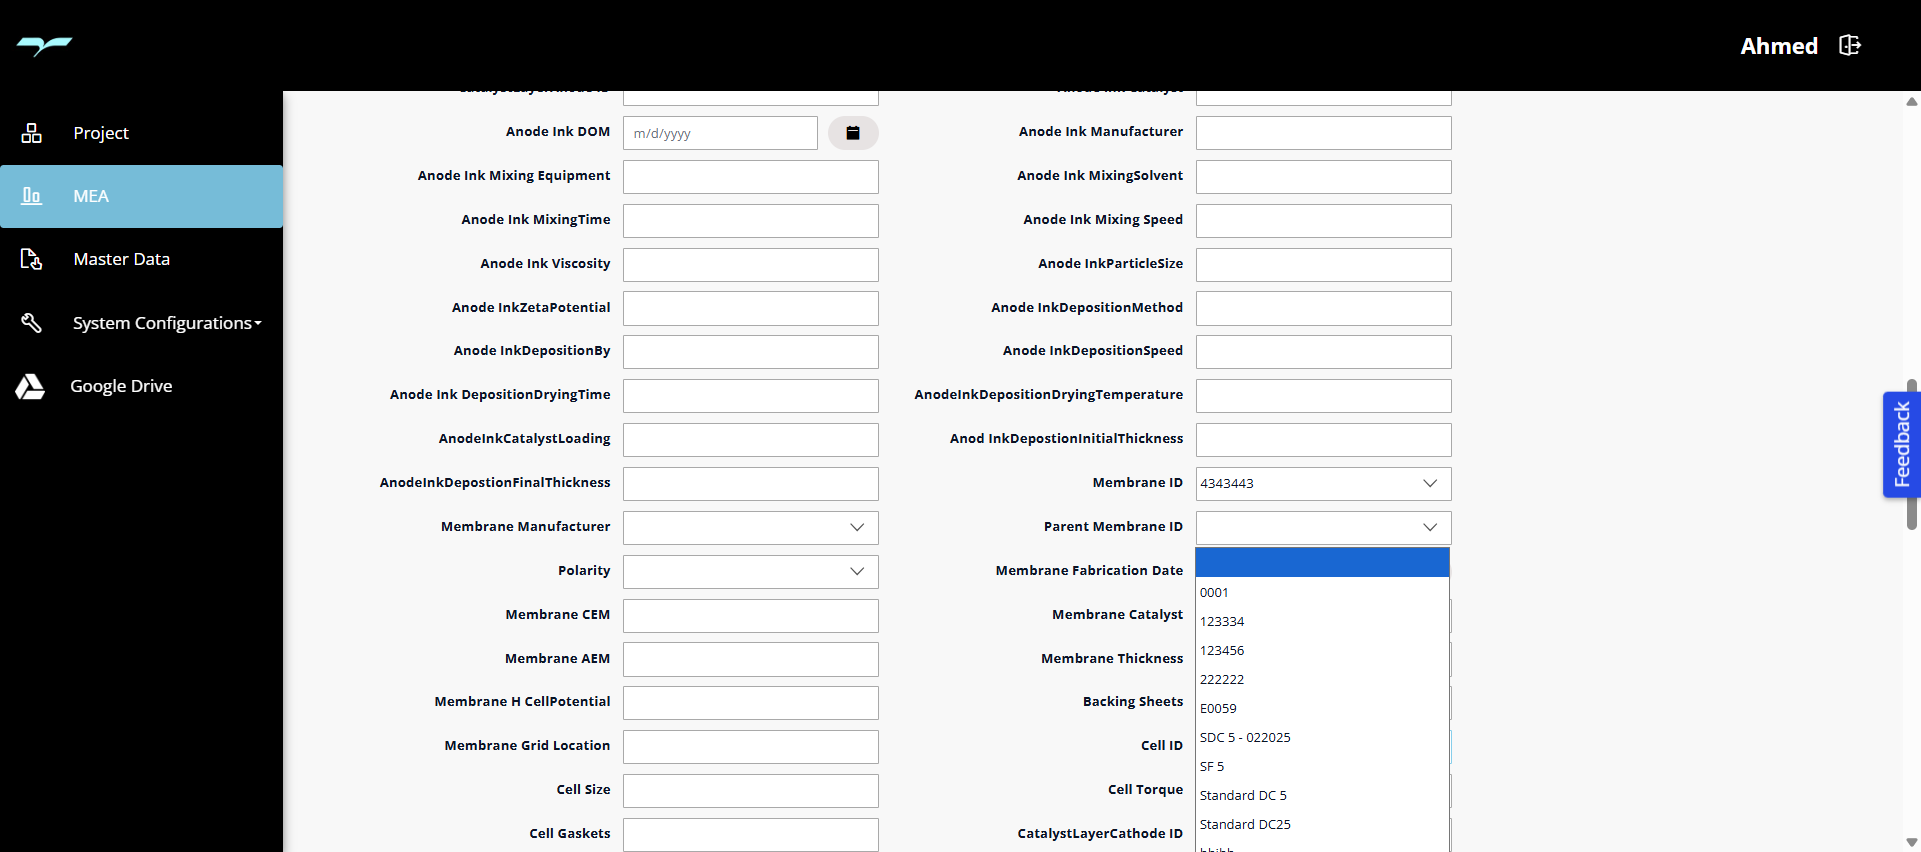 Ahmed
Project
MEA
Master Data
System Configurations
Google Drive
Anode Ink DOM
m/d/yyyy
Anode Ink Manufacturer
Anode Ink Mixing Equipment
Anode Ink MixingSolvent
Anode Ink MixingTime
Anode Ink Mixing Speed
Anode Ink Viscosity
Anode InkParticleSize
Anode InkZetaPotential
Anode InkDepositionMethod
Anode InkDepositionBy
Anode InkDepositionSpeed
Anode Ink DepositionDryingTime
AnodeInkDepositionDryingTemperature
AnodeInkCatalystLoading
Anod InkDepostionInitialThickness
AnodeInkDepostionFinalThickness
Membrane ID
4343443
Membrane Manufacturer
Parent Membrane ID
Polarity
Membrane Fabrication Date
Membrane CEM
Membrane Catalyst
Membrane AEM
Membrane Thickness
Membrane H CellPotential
Backing Sheets
Membrane Grid Location
Cell ID
Cell Size
Cell Torque
Cell Gaskets
CatalystLayerCathode ID
0001
123334
123456
222222
E0059
SDC 5 - 022025
SF 5
Standard DC 5
Standard DC25
Feedback